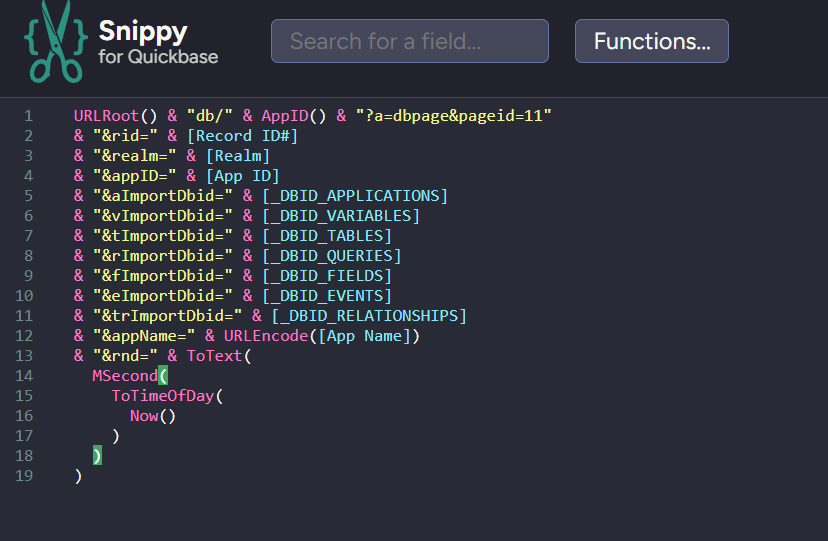 Snippy
for Quickbase
Search for a field...
Functions...
1 URLRoot() & "db/" & AppID() & "?a=dbpage&pageid=11"
2 & "&rid=" & [Record ID#]
3 & "&realm=" & [Realm]
4 & "&appID=" & [App ID]
5 & "&aImportDbid=" & [_DBID_APPLICATIONS]
6 & "&vImportDbid=" & [_DBID_VARIABLES]
7 & "&tImportDbid=" & [_DBID_TABLES]
8 & "&rImportDbid=" & [_DBID_QUERIES]
9 & "&fImportDbid=" & [_DBID_FIELDS]
10 & "&eImportDbid=" & [_DBID_EVENTS]
11 & "&trImportDbid=" & [_DBID_RELATIONSHIPS]
12 & "&appName=" & URLEncode([App Name])
13 & "&rnd=" & ToText(
14 MSecond(
15 ToTimeOfDay(
16 Now()
17 )
18 )
19 )